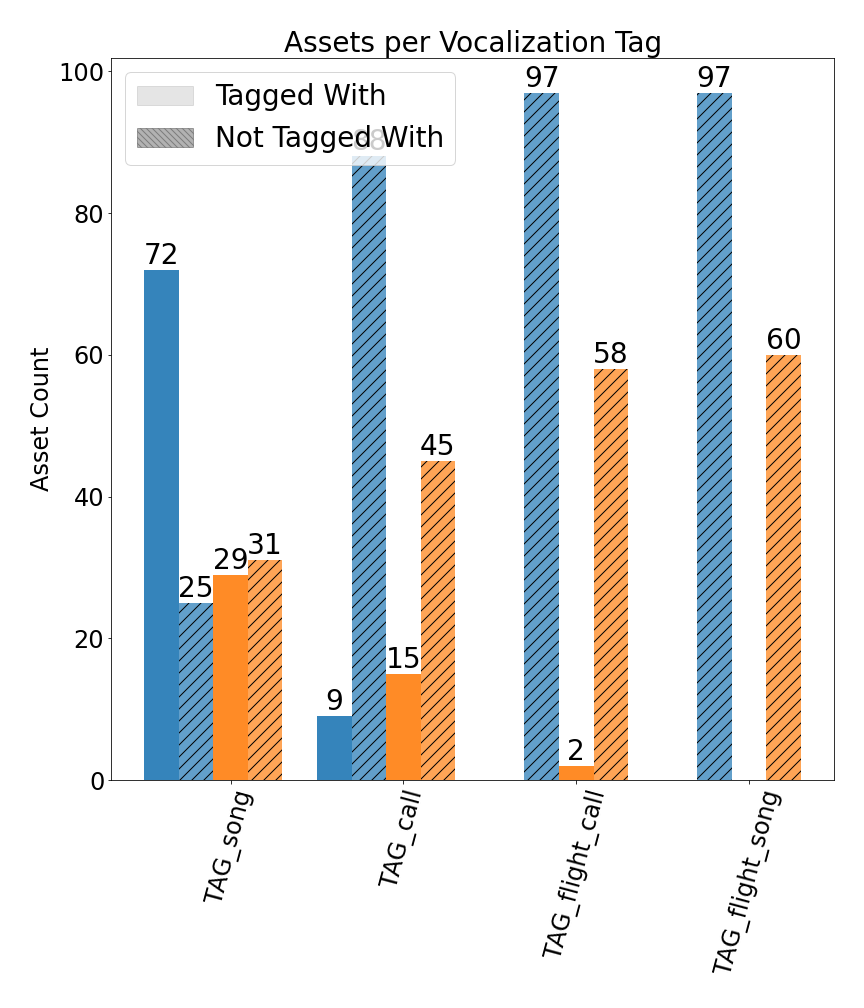 Assets per Vocalization Tag
100
80
60
40
20
0
Asset Count
Tagged With
Not Tagged With
72
25
29
31
9
88
15
45
97
2
58
97
60
TAG_song
TAG_call
TAG_flight_call
TAG_flight_song